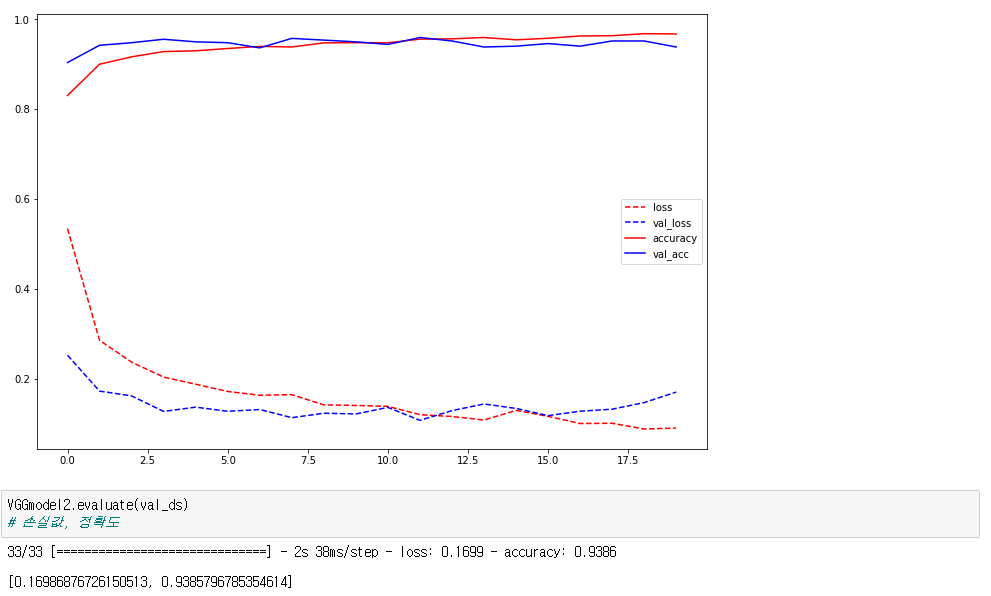 1.0
0.8
0.6
0.4
0.2
loss
val_loss
accuracy
val_acc
0.0 2.5 5.0 7.5 10.0 12.5 15.0 17.5
VGGmodel2.evaluate(val_ds)
# 손실값, 정확도
33/33 [==============================] - 2s 38ms/step - loss: 0.1699 - accuracy: 0.9386
[0.16986876726150513, 0.9385796785354614]